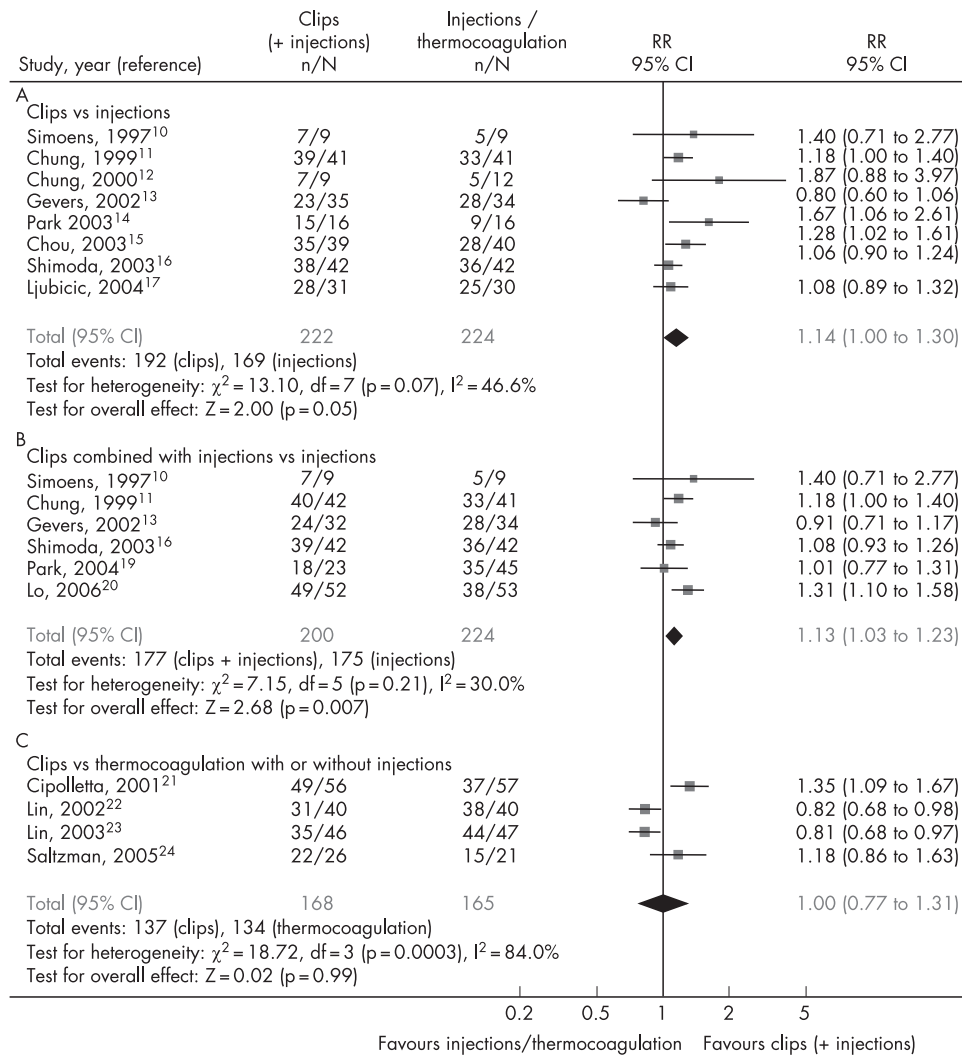 Clips Injections /
(+ injections) thermocoagulation RR RR
Study, year (reference) n/N n/N 95% CI 95% CI
A
Clips vs injections
Simoens, 1997¹⁰ 7/9 5/9 1.40 (0.71 to 2.77)
Chung, 1999¹¹ 39/41 33/41 1.18 (1.00 to 1.40)
Chung, 2000¹² 7/9 5/12 1.87 (0.88 to 3.97)
Gevers, 2002¹³ 23/35 28/34 0.80 (0.60 to 1.06)
Park 2003¹⁴ 15/16 9/16 1.67 (1.06 to 2.61)
Chou, 2003¹⁵ 35/39 28/40 1.28 (1.02 to 1.61)
Shimoda, 2003¹⁶ 38/42 36/42 1.06 (0.90 to 1.24)
Ljubicic, 2004¹⁷ 28/31 25/30 1.08 (0.89 to 1.32)
Total (95% CI) 222 224 1.14 (1.00 to 1.30)
Total events: 192 (clips), 169 (injections)
Test for heterogeneity: χ² = 13.10, df = 7 (p = 0.07), I² = 46.6%
Test for overall effect: Z = 2.00 (p = 0.05)
B
Clips combined with injections vs injections
Simoens, 1997¹⁰ 7/9 5/9 1.40 (0.71 to 2.77)
Chung, 1999¹¹ 40/42 33/41 1.18 (1.00 to 1.40)
Gevers, 2002¹³ 24/32 28/34 0.91 (0.71 to 1.17)
Shimoda, 2003¹⁶ 39/42 36/42 1.08 (0.93 to 1.26)
Park, 2004¹⁹ 18/23 35/45 1.01 (0.77 to 1.31)
Lo, 2006²⁰ 49/52 38/53 1.31 (1.10 to 1.58)
Total (95% CI) 200 224 1.13 (1.03 to 1.23)
Total events: 177 (clips + injections), 175 (injections)
Test for heterogeneity: χ² = 7.15, df = 5 (p = 0.21), I² = 30.0%
Test for overall effect: Z = 2.68 (p = 0.007)
C
Clips vs thermocoagulation with or without injections
Cipolletta, 2001²¹ 49/56 37/57 1.35 (1.09 to 1.67)
Lin, 2002²² 31/40 38/40 0.82 (0.68 to 0.98)
Lin, 2003²³ 35/46 44/47 0.81 (0.68 to 0.97)
Saltzman, 2005²⁴ 22/26 15/21 1.18 (0.86 to 1.63)
Total (95% CI) 168 165 1.00 (0.77 to 1.31)
Total events: 137 (clips), 134 (thermocoagulation)
Test for heterogeneity: χ² = 18.72, df = 3 (p = 0.0003), I² = 84.0%
Test for overall effect: Z = 0.02 (p = 0.99)
0.2 0.5 1 2 5
Favours injections/thermocoagulation Favours clips (+ injections)